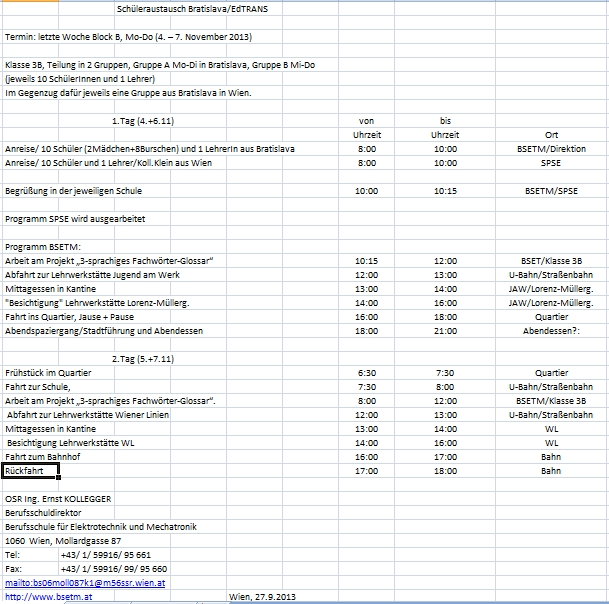 Schüleraustausch Bratislava/EdTRANS
Termin: letzte Woche Block B, Mo-Do (4. – 7. November 2013)
Klasse 3B, Teilung in 2 Gruppen, Gruppe A Mo-Di in Bratislava, Gruppe B Mi-Do
(jeweils 10 SchülerInnen und 1 Lehrer)
Im Gegenzug dafür jeweils eine Gruppe aus Bratislava in Wien.
1.Tag (4.+6.11) von bis
Uhrzeit Uhrzeit Ort
Anreise/ 10 Schüler (2Mädchen+8Burschen) und 1 LehrerIn aus Bratislava 8:00 10:00 BSETM/Direktion
Anreise/ 10 Schüler und 1 Lehrer/Koll.Klein aus Wien 8:00 10:00 SPSE
Begrüßung in der jeweiligen Schule 10:00 10:15 BSETM/SPSE
Programm SPSE wird ausgearbeitet
Programm BSETM:
Arbeit am Projekt „3-sprachiges Fachwörter-Glossar“ 10:15 12:00 BSET/Klasse 3B
Abfahrt zur Lehrwerkstätte Jugend am Werk 12:00 13:00 U-Bahn/Straßenbahn
Mittagessen in Kantine 13:00 14:00 JAW/Lorenz-Müllerg.
"Besichtigung" Lehrwerkstätte Lorenz-Müllerg. 14:00 16:00 JAW/Lorenz-Müllerg.
Fahrt ins Quartier, Jause + Pause 16:00 18:00 Quartier
Abendspaziergang/Stadtführung und Abendessen 18:00 21:00 Abendessen?:
2.Tag (5.+7.11)
Frühstück im Quartier 6:30 7:30 Quartier
Fahrt zur Schule, 7:30 8:00 U-Bahn/Straßenbahn
Arbeit am Projekt „3-sprachiges Fachwörter-Glossar“. 8:00 12:00 BSETM/Klasse 3B
Abfahrt zur Lehrwerkstätte Wiener Linien 12:00 13:00 U-Bahn/Straßenbahn
Mittagessen in Kantine 13:00 14:00 WL
Besichtigung Lehrwerkstätte WL 14:00 16:00 WL
Fahrt zum Bahnhof 16:00 17:00 Bahn
Rückfahrt 17:00 18:00 Bahn
OSR Ing. Ernst KOLLEGGER
Berufsschuldirektor
Berufsschule für Elektrotechnik und Mechatronik
1060 Wien, Mollardgasse 87
Tel: +43/ 1/ 59916/ 95 661
Fax: +43/ 1/ 59916/ 99/ 95 660
mailto:bs06moll087k1@m56ssr.wien.at
http://www.bsetm.at Wien, 27.9.2013